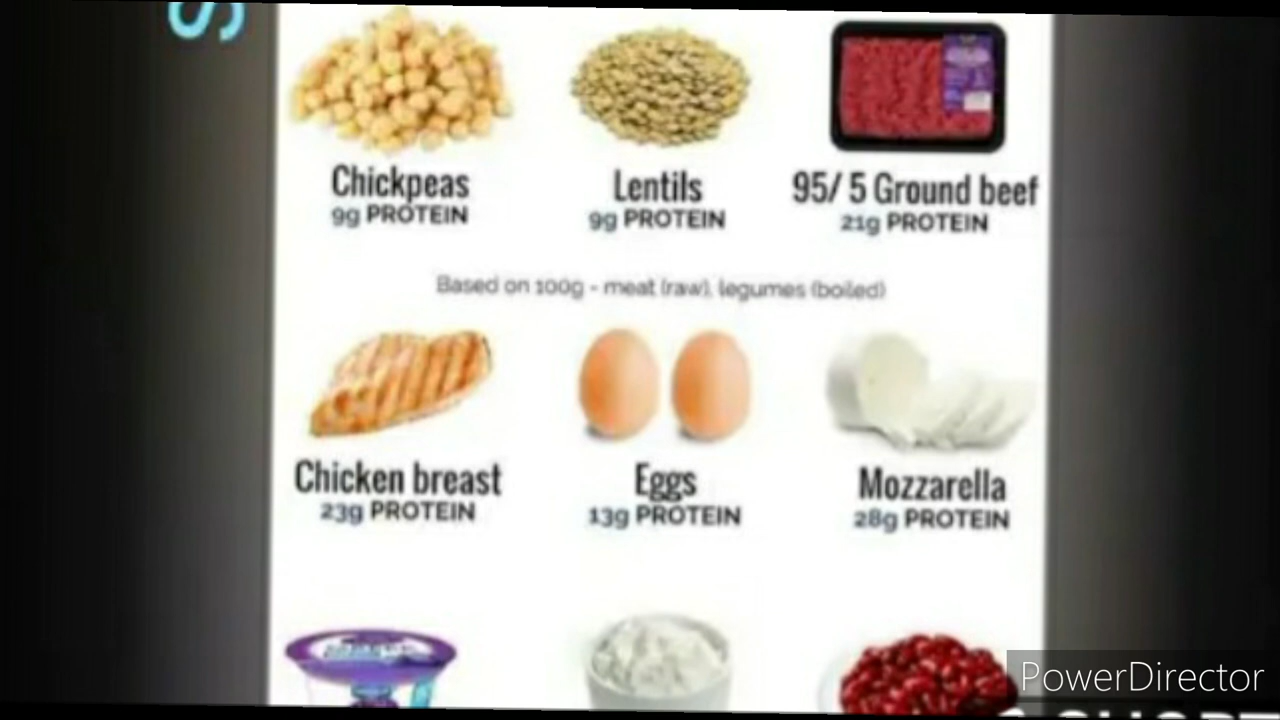 S
Chickpeas
9g PROTEIN
Lentils
9g PROTEIN
95/ 5 Ground beef
21g PROTEIN
Based on 100g - meat (raw), legumes (boiled)
Chicken breast
23g PROTEIN
Eggs
13g PROTEIN
Mozzarella
28g PROTEIN
PowerDirector